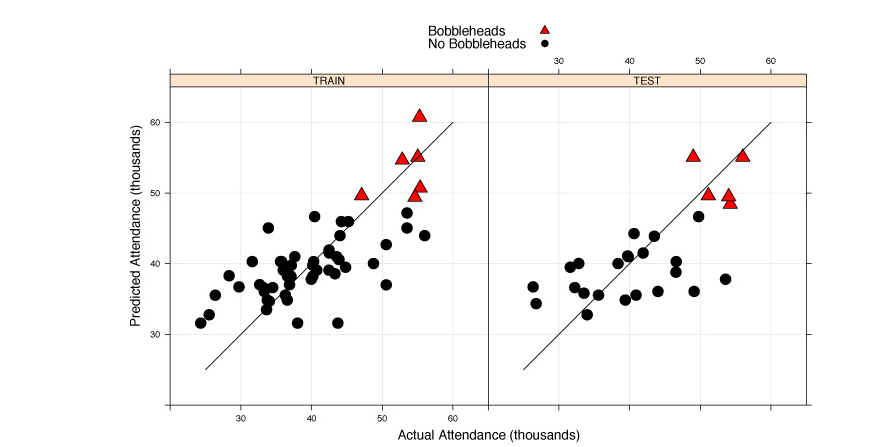 Bobbleheads
No Bobbleheads
30 40 50 60
TRAIN TEST
60
50
40
30
Predicted Attendance (thousands)
30 40 50 60
Actual Attendance (thousands)